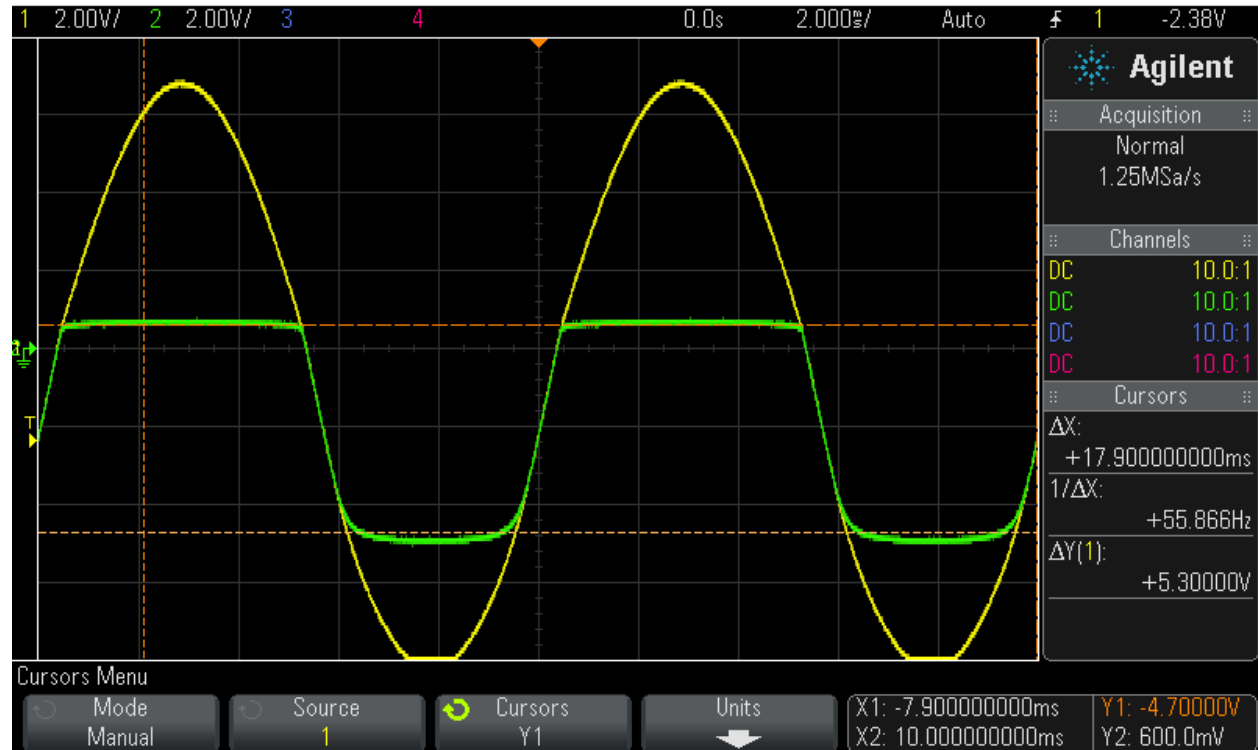 1 2.00V/ 2 2.00V/ 3 4 0.0s 2.000ms/ Auto 1 -2.38V
Agilent
Acquisition
Normal
1.25MSa/s
Channels
DC 10.0:1
DC 10.0:1
DC 10.0:1
DC 10.0:1
T
Cursors
ΔX:
+17.900000000ms
1/ΔX:
+55.866Hz
ΔY(1):
+5.30000V
Cursors Menu
Mode Source Cursors Units
Manual 1 Y1
X1: -7.900000000ms Y1: -4.70000V
X2: 10.000000000ms Y2: 600.0mV